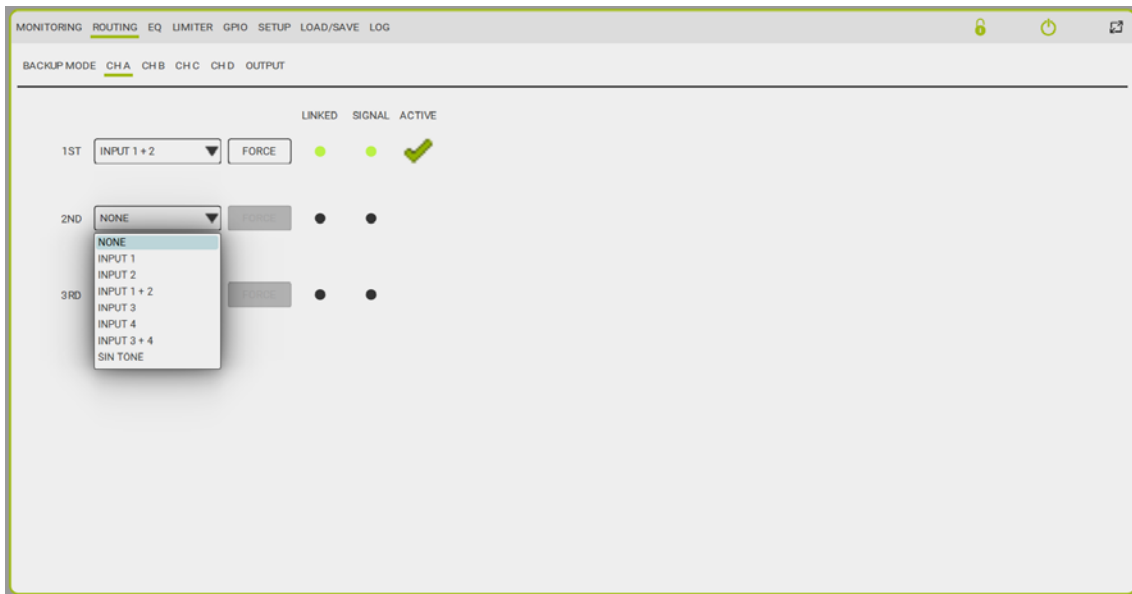 MONITORING ROUTING EQ LIMITER GPIO SETUP LOAD/SAVE LOG
BACKUP MODE CH A CH B CH C CH D OUTPUT
LINKED SIGNAL ACTIVE
1ST INPUT 1 + 2 FORCE
2ND NONE FORCE
NONE
INPUT 1
INPUT 2
INPUT 1 + 2
3RD FORCE
INPUT 3
INPUT 4
INPUT 3 + 4
SIN TONE